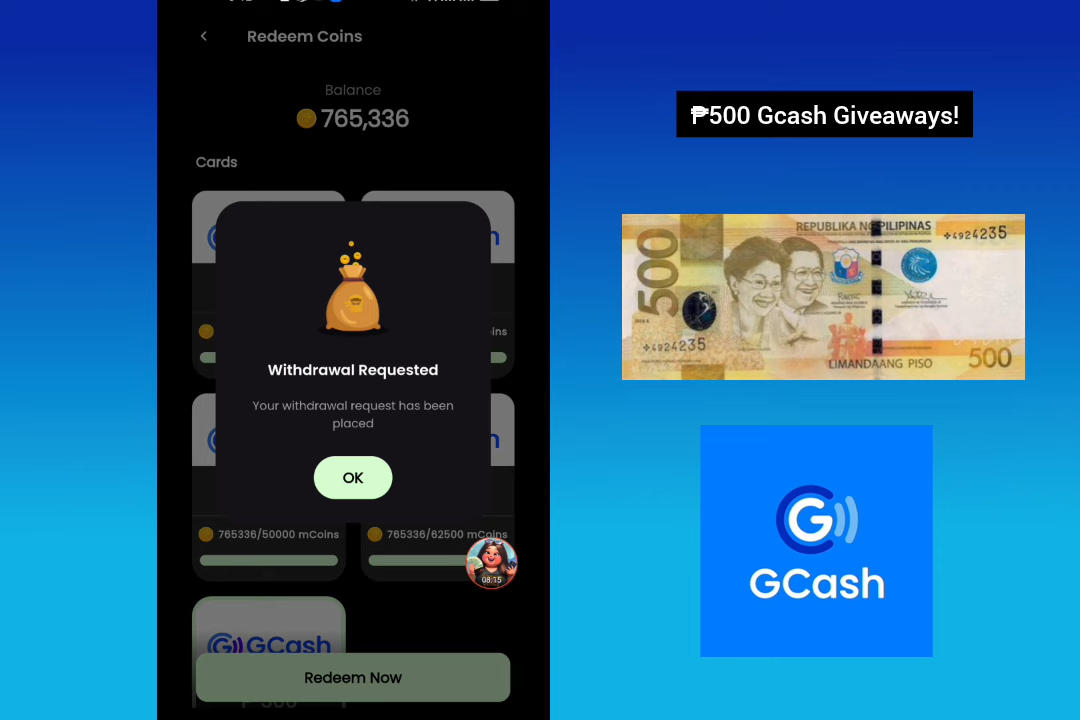 Redeem Coins
Balance
765,336
Cards
Withdrawal Requested
Your withdrawal request has been
placed
OK
765336/50000 mCoins
765336/62500 mCoins
08:15
GCash
Redeem Now
₱500 Gcash Giveaways!
REPUBLIKA NG PILIPINAS
500
4924235
4924235
LIMANDAANG PISO
500
GCash